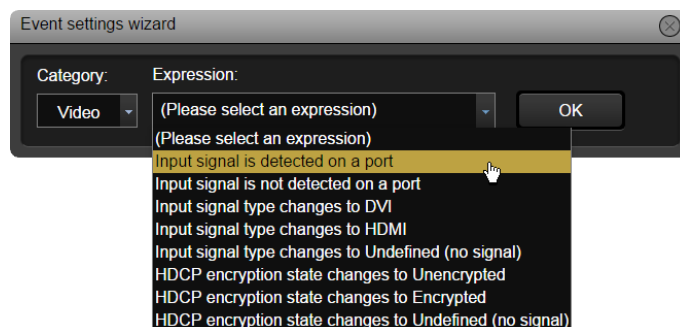 Event settings wizard
Category: Expression:
Video (Please select an expression) OK
(Please select an expression)
Input signal is detected on a port
Input signal is not detected on a port
Input signal type changes to DVI
Input signal type changes to HDMI
Input signal type changes to Undefined (no signal)
HDCP encryption state changes to Unencrypted
HDCP encryption state changes to Encrypted
HDCP encryption state changes to Undefined (no signal)